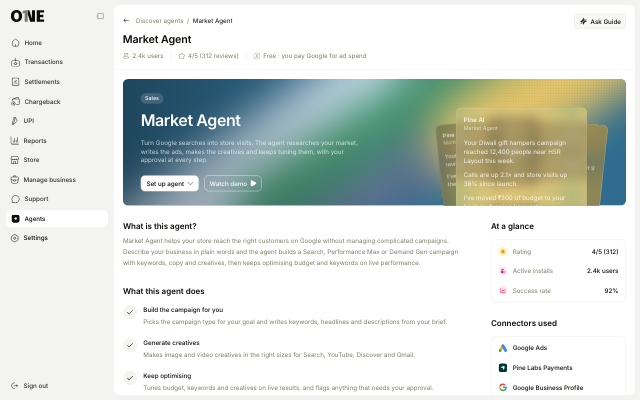 ONE
Home
Transactions
Settlements
Chargeback
UPI
Reports
Store
Manage business
Support
Agents
Settings
Sign out
Discover agents / Market Agent
Ask Guide
Market Agent
2.4k users
4/5 (312 reviews)
Free · you pay Google for ad spend
Sales
Market Agent
Turn Google searches into store visits. The agent researches your market,
writes the ads, makes the creatives and keeps tuning them, with your
approval at every step.
Set up agent
Watch demo
Pine AI
Market Agent
Your Diwali gift hampers campaign
reached 12,400 people near HSR
Layout this week.
Calls are up 2.1× and store visits up
38% since launch.
I've moved ₹300 of budget to your
What is this agent?
Market Agent helps your store reach the right customers on Google without managing complicated campaigns.
Describe your business in plain words and the agent builds a Search, Performance Max or Demand Gen campaign
with keywords, copy and creatives, then keeps optimising budget and keywords on live performance.
What this agent does
Build the campaign for you
Picks the campaign type for your goal and writes keywords, headlines and descriptions from your brief.
Generate creatives
Makes image and video creatives in the right sizes for Search, YouTube, Discover and Gmail.
Keep optimising
Tunes budget, keywords and creatives on live results, and flags anything that needs your approval.
At a glance
Rating 4/5 (312)
Active installs 2.4k users
Success rate 92%
Connectors used
Google Ads
Pine Labs Payments
Google Business Profile